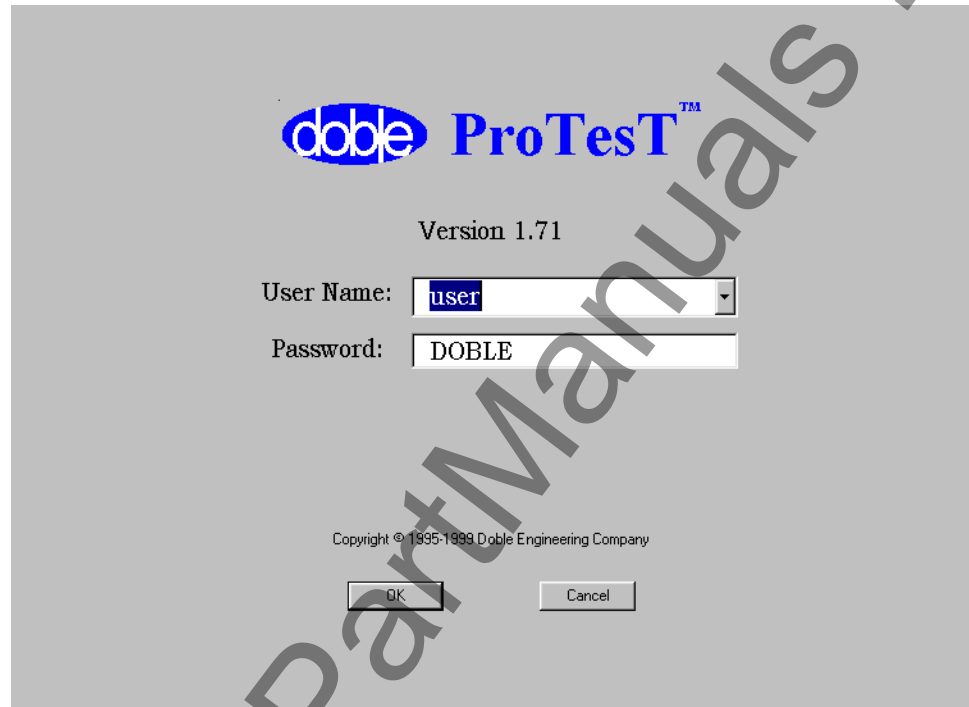 doble ProTesT™
Version 1.71
User Name: user
Password: DOBLE
Copyright © 1995-1999 Doble Engineering Company
OK Cancel
PartManuals